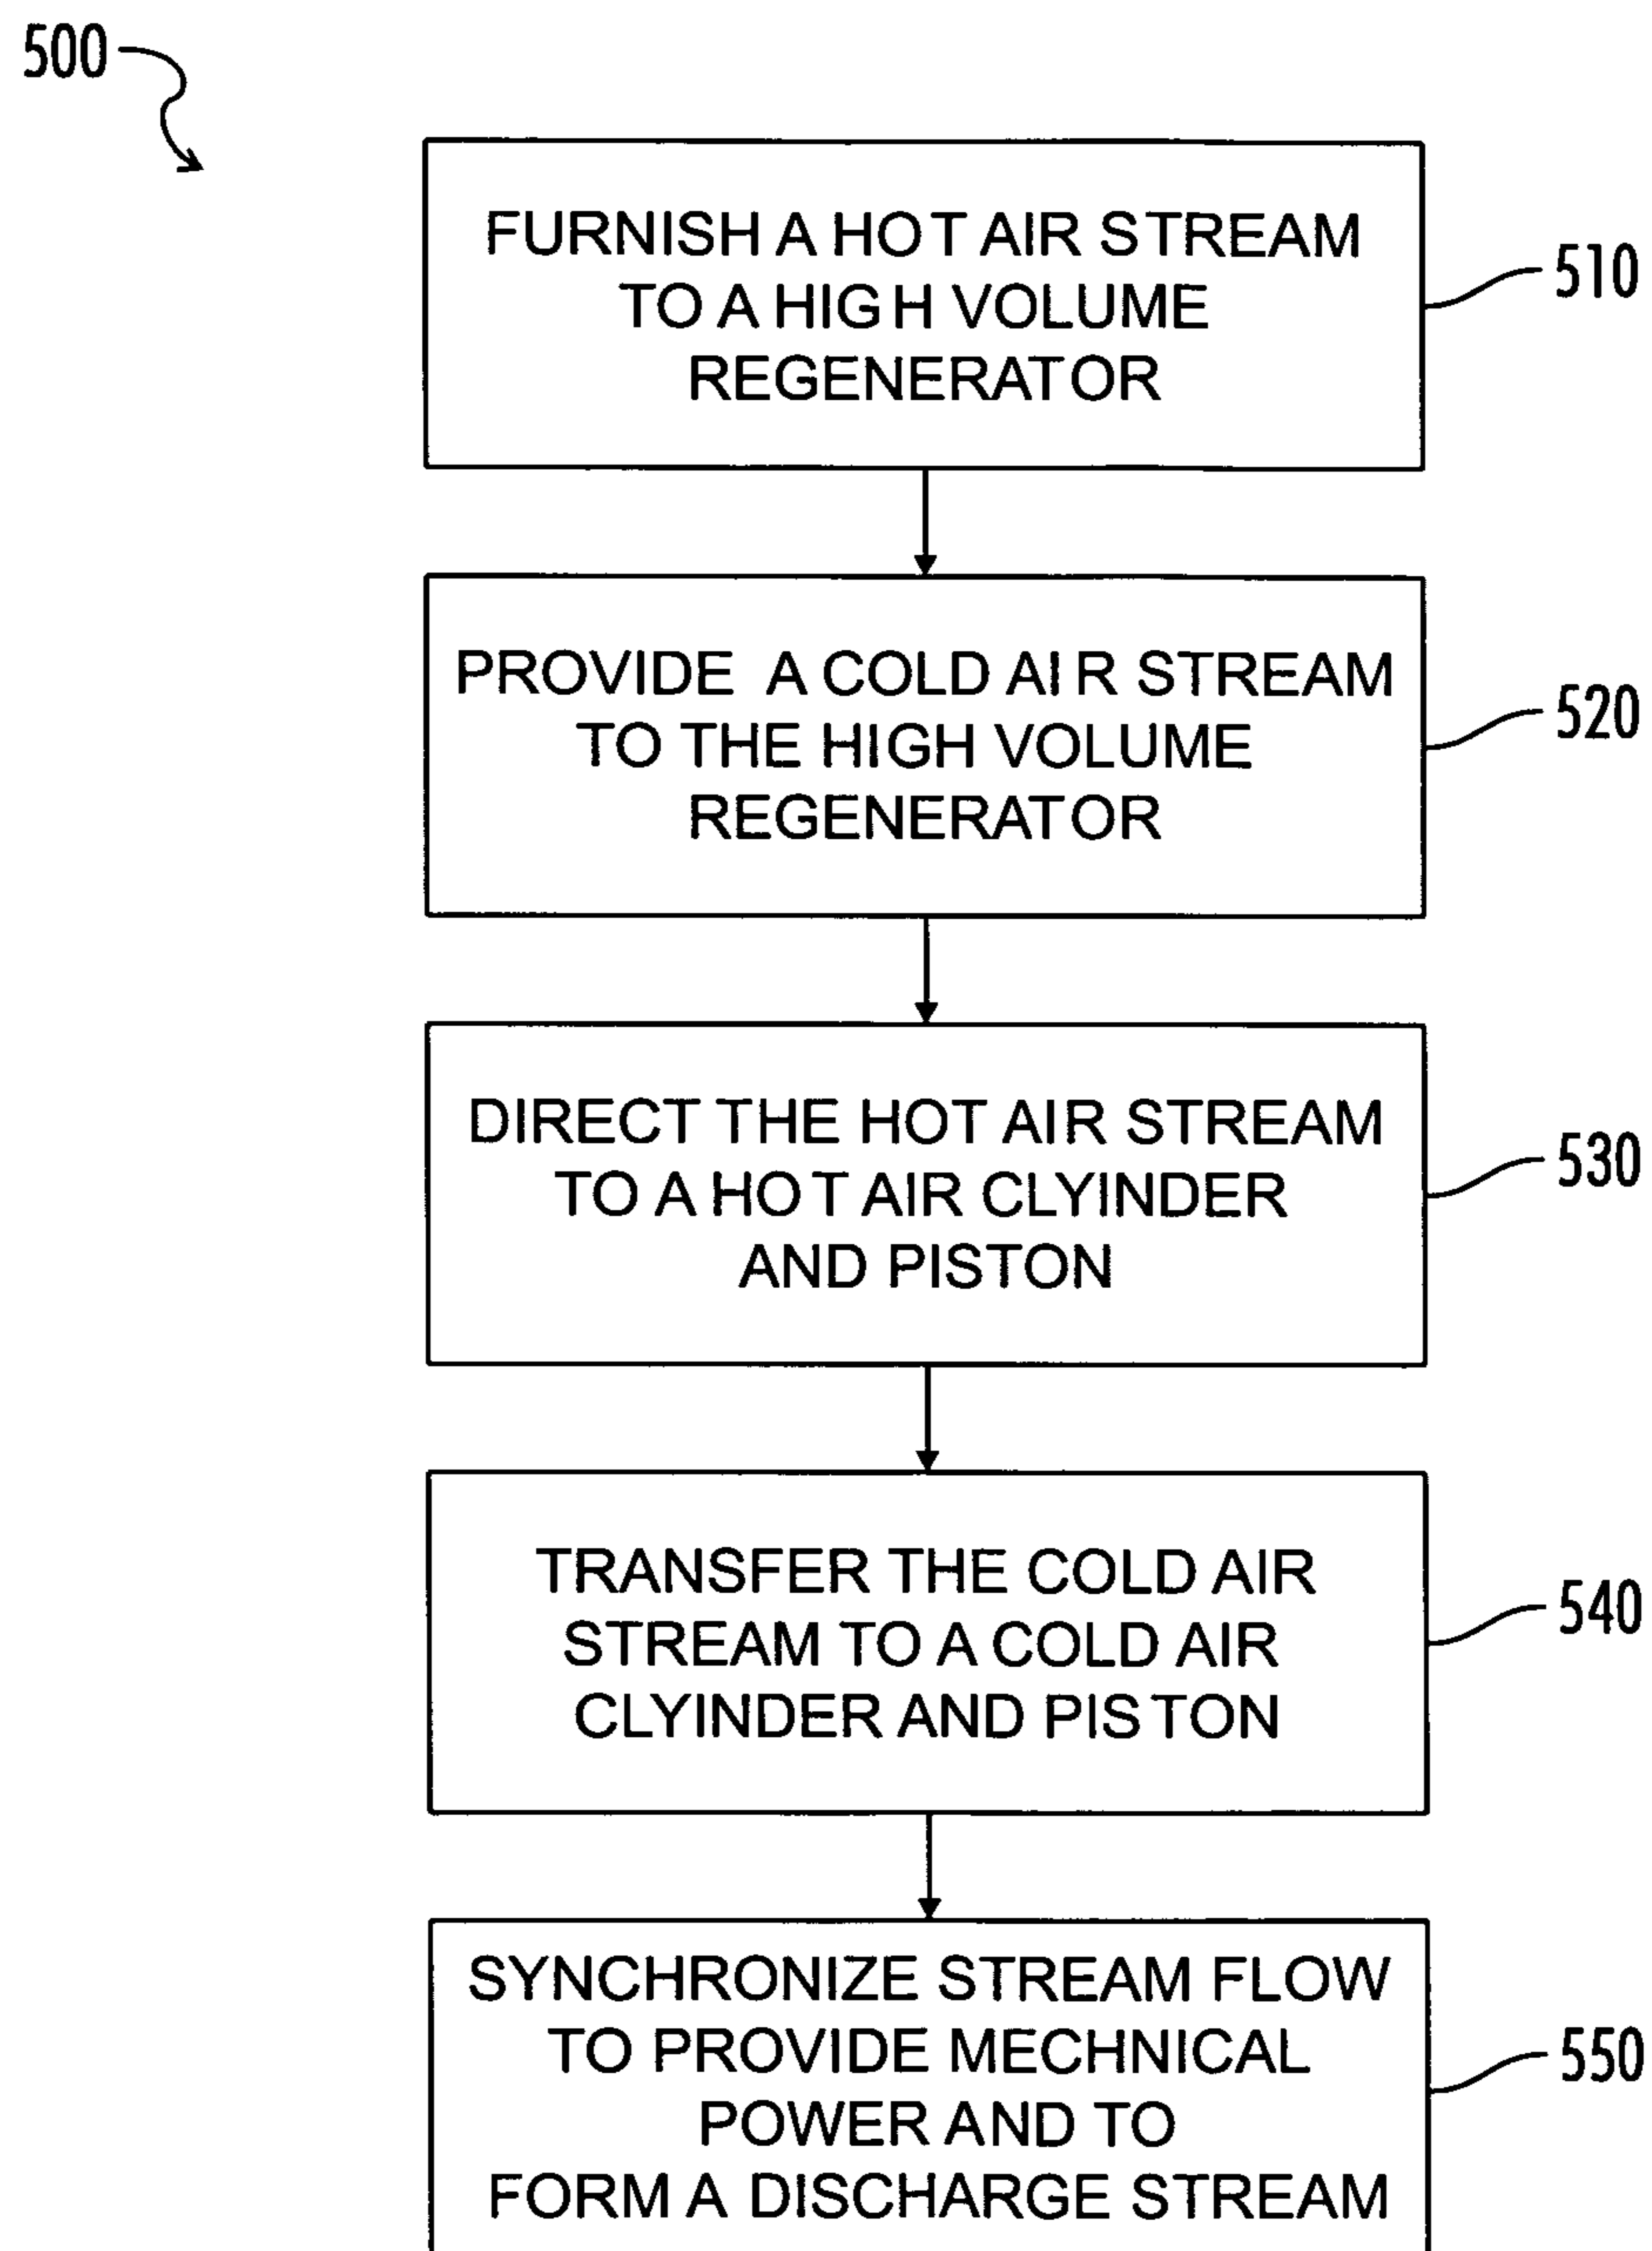 500
FURNISH A HOT AIR STREAM
TO A HIGH VOLUME
REGENERATOR
510
PROVIDE A COLD AIR STREAM
TO THE HIGH VOLUME
REGENERATOR
520
DIRECT THE HOT AIR STREAM
TO A HOT AIR CLYINDER
AND PISTON
530
TRANSFER THE COLD AIR
STREAM TO A COLD AIR
CLYINDER AND PISTON
540
SYNCHRONIZE STREAM FLOW
TO PROVIDE MECHNICAL
POWER AND TO
FORM A DISCHARGE STREAM
550